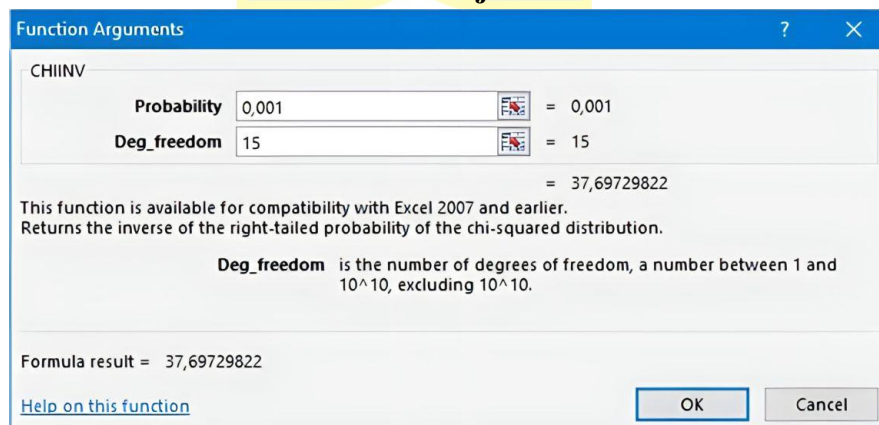 Function Arguments ? ×
CHIINV
Probability 0,001 = 0,001
Deg_freedom 15 = 15
= 37,69729822
This function is available for compatibility with Excel 2007 and earlier.
Returns the inverse of the right-tailed probability of the chi-squared distribution.
Deg_freedom is the number of degrees of freedom, a number between 1 and
10^10, excluding 10^10.
Formula result = 37,69729822
Help on this function OK Cancel